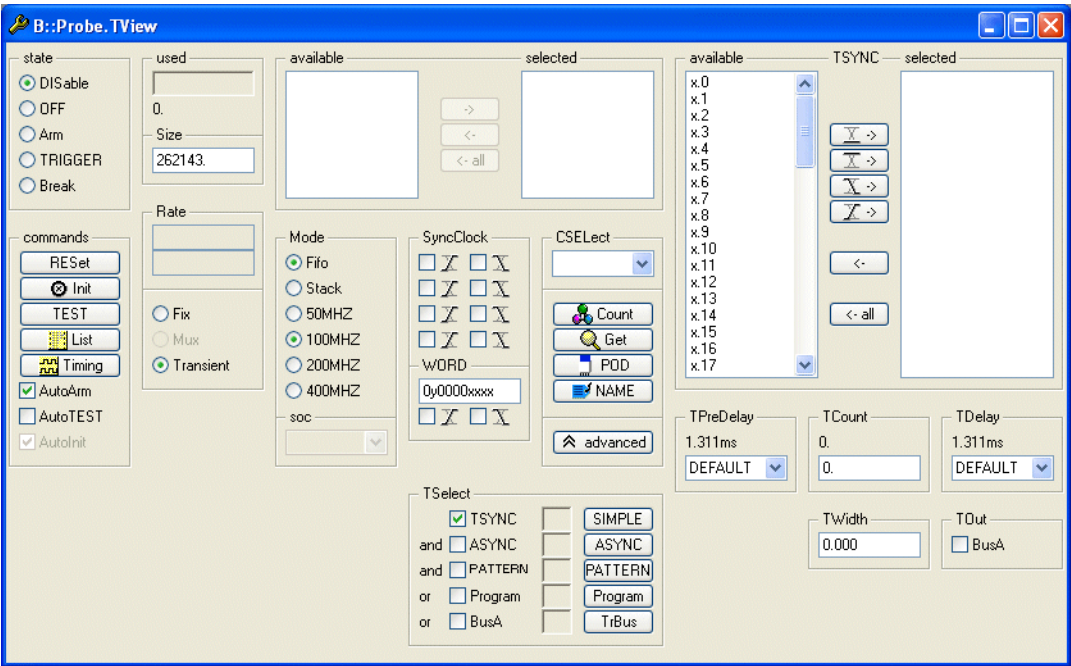 B::Probe.TView
state
DISable
OFF
Arm
TRIGGER
Break
used
0.
Size
262143.
available
selected
->
<-
<- all
available
TSYNC
selected
x.0
x.1
x.2
x.3
x.4
x.5
x.6
x.7
x.8
x.9
x.10
x.11
x.12
x.13
x.14
x.15
x.16
x.17
->
->
->
->
<-
<- all
commands
RESet
Init
TEST
List
Timing
AutoArm
AutoTEST
AutoInit
Rate
Fix
Mux
Transient
Mode
Fifo
Stack
50MHZ
100MHZ
200MHZ
400MHZ
soc
SyncClock
WORD
0y0000xxxx
CSELect
Count
Get
POD
NAME
advanced
TPreDelay
1.311ms
DEFAULT
TCount
0.
0.
TDelay
1.311ms
DEFAULT
TSelect
TSYNC SIMPLE
and ASYNC ASYNC
and PATTERN PATTERN
or Program Program
or BusA TrBus
TWidth
0.000
TOut
BusA